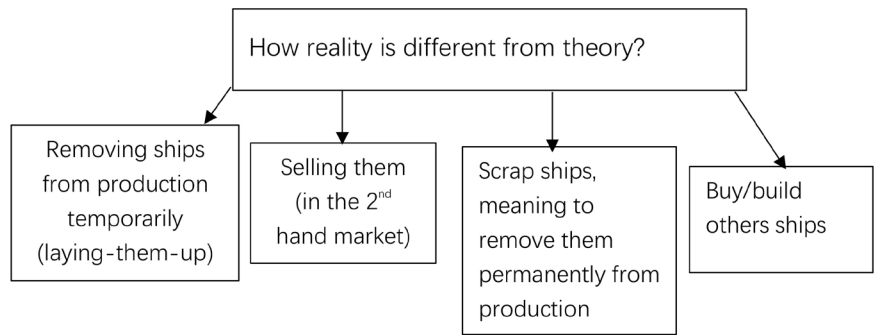 How reality is different from theory?
Removing ships
from production
temporarily
(laying-them-up)
Selling them
(in the 2nd
hand market)
Scrap ships,
meaning to
remove them
permanently from
production
Buy/build
others ships